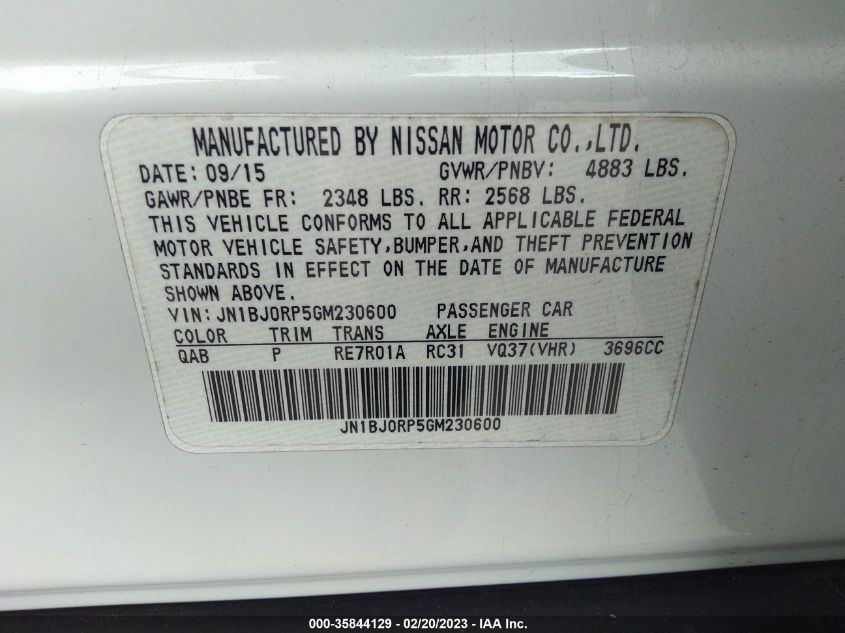 MANUFACTURED BY NISSAN MOTOR CO.,LTD.
DATE: 09/15 GVWR/PNBV: 4883 LBS.
GAWR/PNBE FR: 2348 LBS. RR: 2568 LBS.
THIS VEHICLE CONFORMS TO ALL APPLICABLE FEDERAL
MOTOR VEHICLE SAFETY,BUMPER,AND THEFT PREVENTION
STANDARDS IN EFFECT ON THE DATE OF MANUFACTURE
SHOWN ABOVE.
VIN: JN1BJ0RP5GM230600 PASSENGER CAR
COLOR TRIM TRANS AXLE ENGINE
QAB P RE7R01A RC31 VQ37(VHR) 3696CC
JN1BJ0RP5GM230600
000-35844129 - 02/20/2023 - IAA Inc.